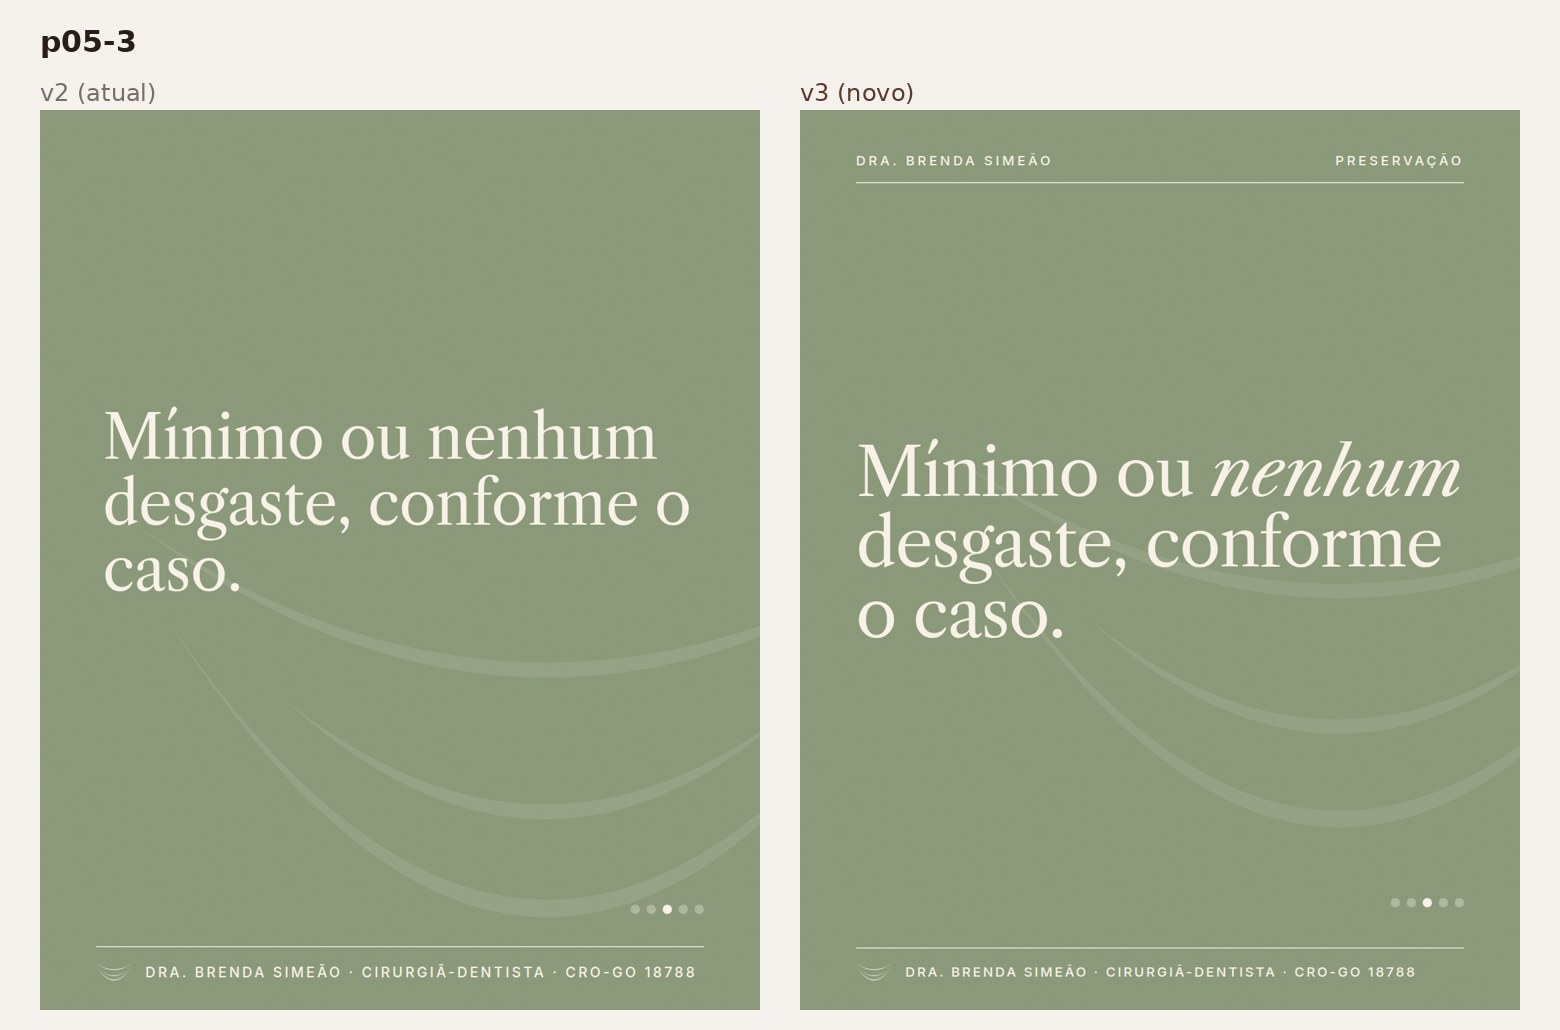 p05-3
v2 (atual)
Mínimo ou nenhum
desgaste, conforme o
caso.
DRA. BRENDA SIMEÃO · CIRURGIÃ-DENTISTA · CRO-GO 18788
v3 (novo)
DRA. BRENDA SIMEÃO
PRESERVAÇÃO
Mínimo ou nenhum
desgaste, conforme
o caso.
DRA. BRENDA SIMEÃO · CIRURGIÃ-DENTISTA · CRO-GO 18788